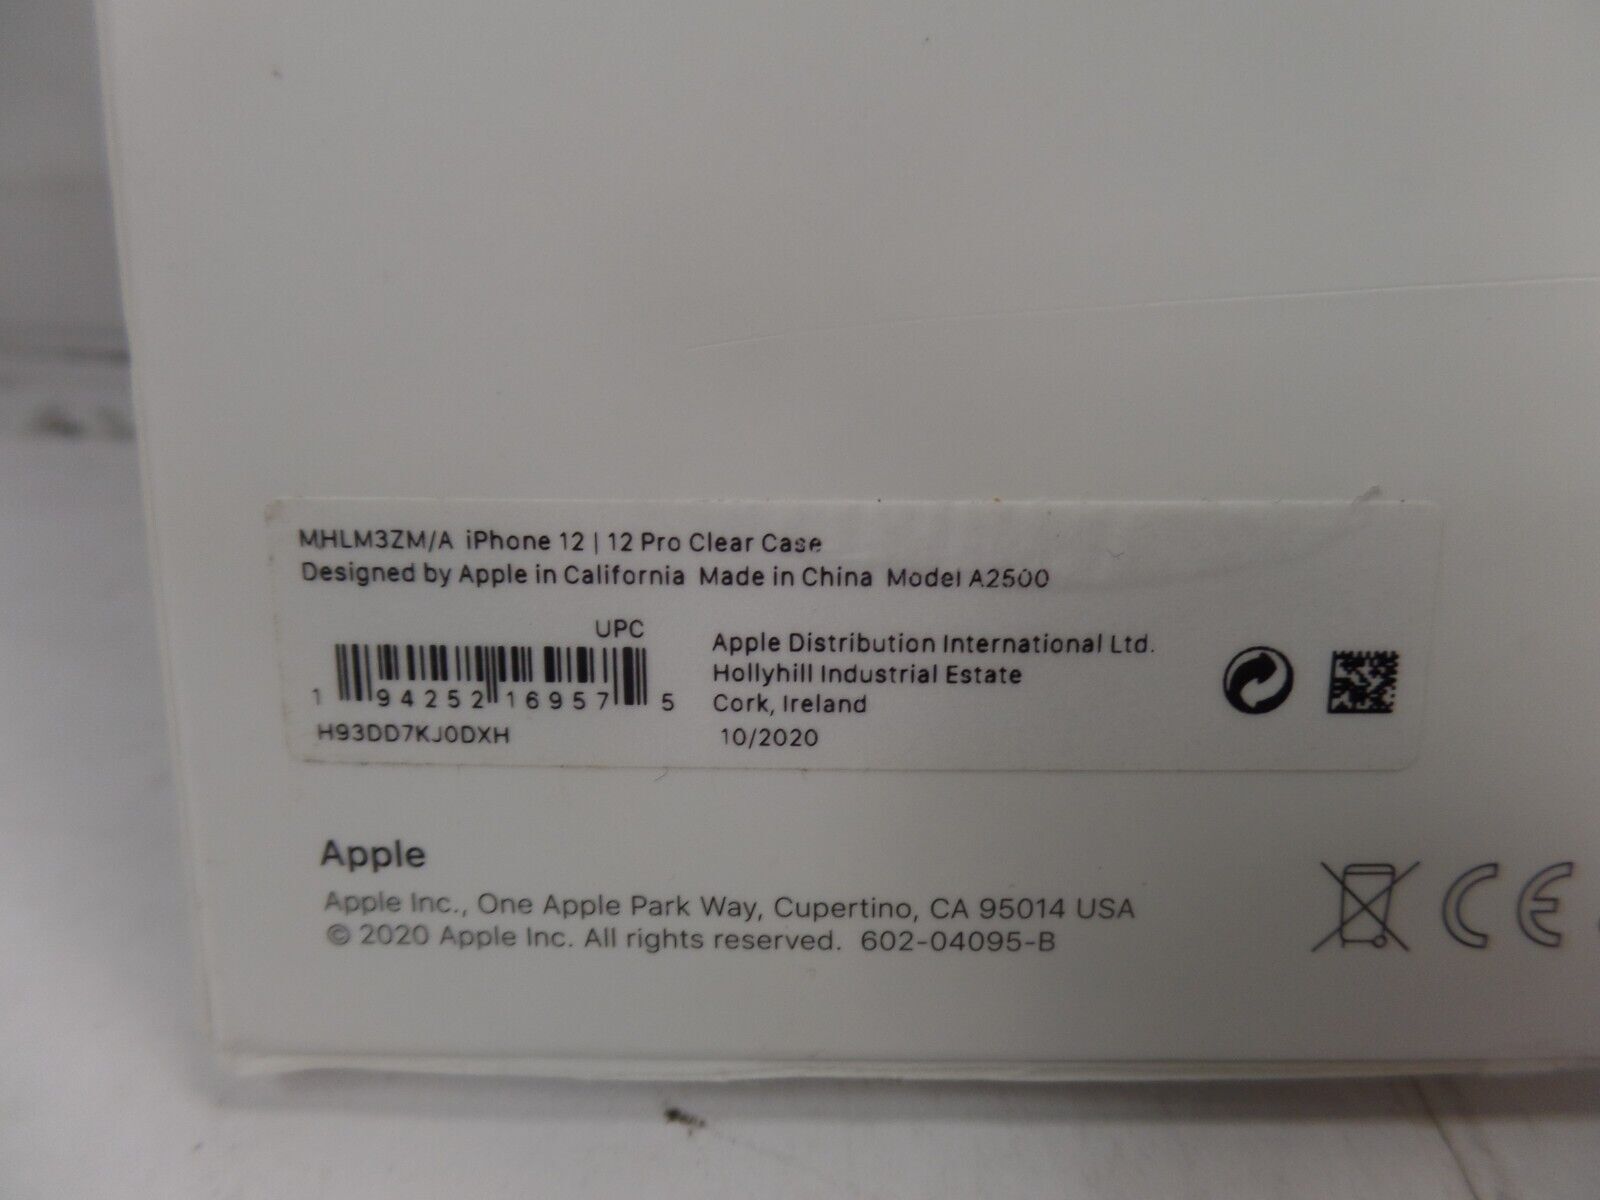 MHLM3ZM/A iPhone 12 | 12 Pro Clear Case
Designed by Apple in California Made in China Model A2500
UPC
1 94252 16957 5
H93DD7KJ0DXH
Apple Distribution International Ltd.
Hollyhill Industrial Estate
Cork, Ireland
10/2020
Apple
Apple Inc., One Apple Park Way, Cupertino, CA 95014 USA
© 2020 Apple Inc. All rights reserved. 602-04095-B
CE